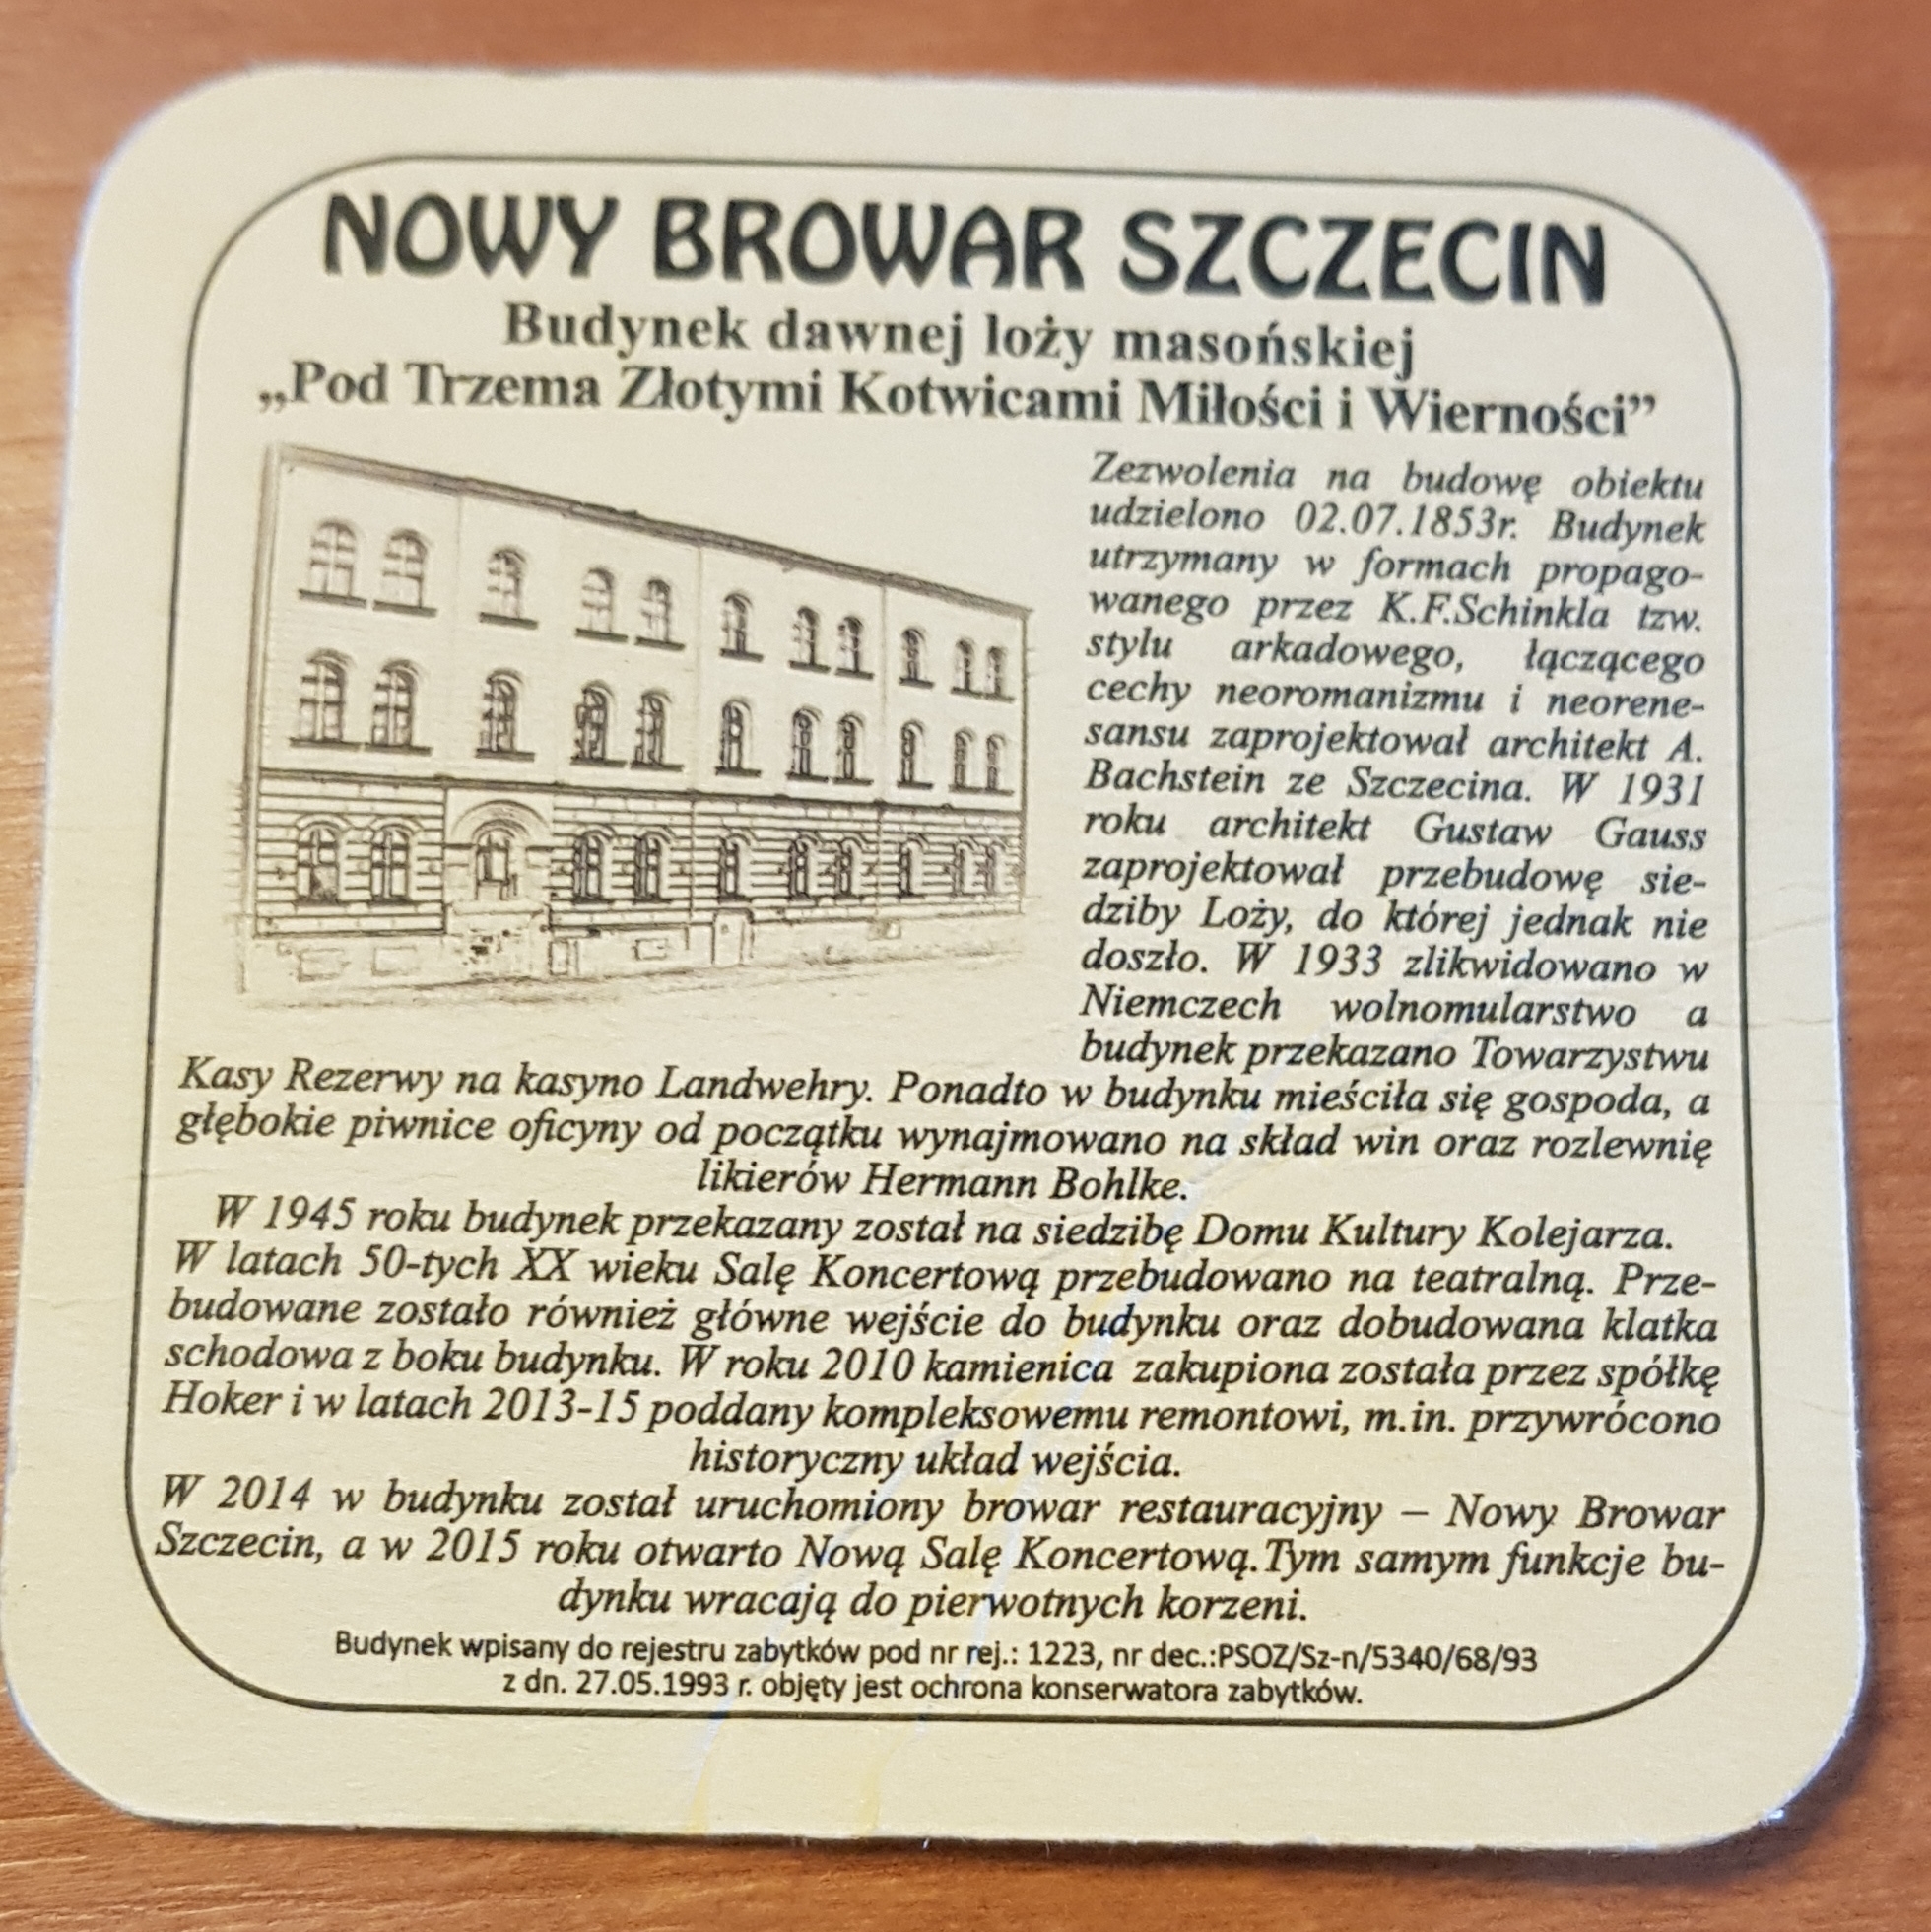 NOWY BROWAR SZCZECIN
Budynek dawnej loży masońskiej
„Pod Trzema Złotymi Kotwicami Miłości i Wierności”
Zezwolenia na budowę obiektu
udzielono 02.07.1853r. Budynek
utrzymany w formach propago-
wanego przez K.F.Schinkla tzw.
stylu arkadowego, łączącego
cechy neoromanizmu i neorene-
sansu zaprojektował architekt A.
Bachstein ze Szczecina. W 1931
roku architekt Gustaw Gauss
zaprojektował przebudowę sie-
dziby Loży, do której jednak nie
doszło. W 1933 zlikwidowano w
Niemczech wolnomularstwo a
budynek przekazano Towarzystwu
Kasy Rezerwy na kasyno Landwehry. Ponadto w budynku mieściła się gospoda, a
głębokie piwnice oficyny od początku wynajmowano na skład win oraz rozlewnię
likierów Hermann Bohlke.
W 1945 roku budynek przekazany został na siedzibę Domu Kultury Kolejarza.
W latach 50-tych XX wieku Salę Koncertową przebudowano na teatralną. Prze-
budowane zostało również główne wejście do budynku oraz dobudowana klatka
schodowa z boku budynku. W roku 2010 kamienica zakupiona została przez spółkę
Hoker i w latach 2013-15 poddany kompleksowemu remontowi, m.in. przywrócono
historyczny układ wejścia.
W 2014 w budynku został uruchomiony browar restauracyjny – Nowy Browar
Szczecin, a w 2015 roku otwarto Nową Salę Koncertową.Tym samym funkcje bu-
dynku wracają do pierwotnych korzeni.
Budynek wpisany do rejestru zabytków pod nr rej.: 1223, nr dec.:PSOZ/Sz-n/5340/68/93
z dn. 27.05.1993 r. objęty jest ochrona konserwatora zabytków.